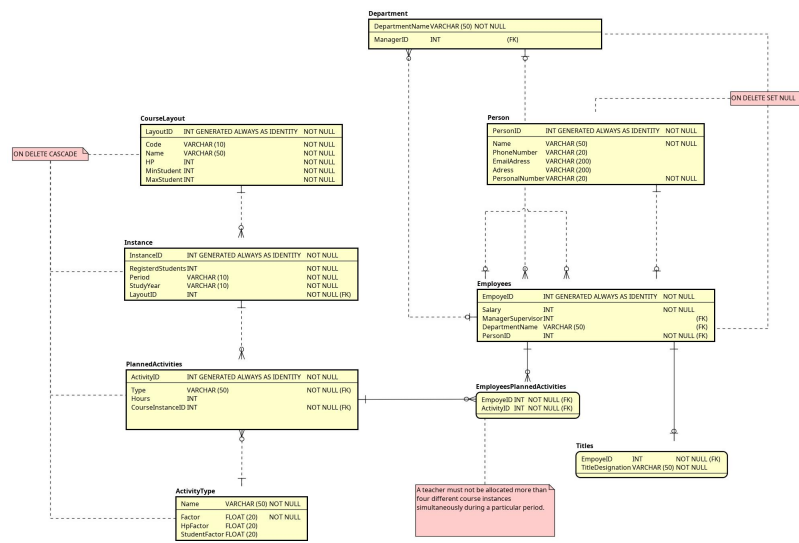 Department
DepartmentName VARCHAR (50) NOT NULL
ManagerID INT (FK)
ON DELETE SET NULL
CourseLayout
LayoutID INT GENERATED ALWAYS AS IDENTITY NOT NULL
Code VARCHAR (10) NOT NULL
Name VARCHAR (50) NOT NULL
HP INT NOT NULL
MinStudent INT NOT NULL
MaxStudent INT NOT NULL
Person
PersonID INT GENERATED ALWAYS AS IDENTITY NOT NULL
Name VARCHAR (50) NOT NULL
PhoneNumber VARCHAR (20)
EmailAdress VARCHAR (200)
Adress VARCHAR (200)
PersonalNumber VARCHAR (20) NOT NULL
ON DELETE CASCADE
Instance
InstanceID INT GENERATED ALWAYS AS IDENTITY NOT NULL
RegisterdStudents INT NOT NULL
Period VARCHAR (10) NOT NULL
StudyYear VARCHAR (10) NOT NULL
LayoutID INT NOT NULL (FK)
Employees
EmpoyeID INT GENERATED ALWAYS AS IDENTITY NOT NULL
Salary INT NOT NULL
ManagerSupervisor INT (FK)
DepartmentName VARCHAR (50) (FK)
PersonID INT NOT NULL (FK)
PlannedActivities
ActivityID INT GENERATED ALWAYS AS IDENTITY NOT NULL
Type VARCHAR (50) NOT NULL (FK)
Hours INT
CourseInstanceID INT NOT NULL (FK)
EmployeesPlannedActivities
EmpoyeID INT NOT NULL (FK)
ActivityID INT NOT NULL (FK)
Titles
EmpoyeID INT NOT NULL (FK)
TitleDesignation VARCHAR (50) NOT NULL
ActivityType
Name VARCHAR (50) NOT NULL
Factor FLOAT (20) NOT NULL
HpFactor FLOAT (20)
StudentFactor FLOAT (20)
A teacher must not be allocated more than
four different course instances
simultaneously during a particular period.